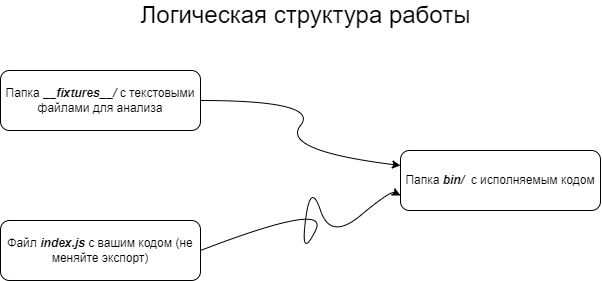 Логическая структура работы
Папка __fixtures__/ с текстовыми
файлами для анализа
Папка bin/ с исполняемым кодом
Файл index.js с вашим кодом (не
меняйте экспорт)